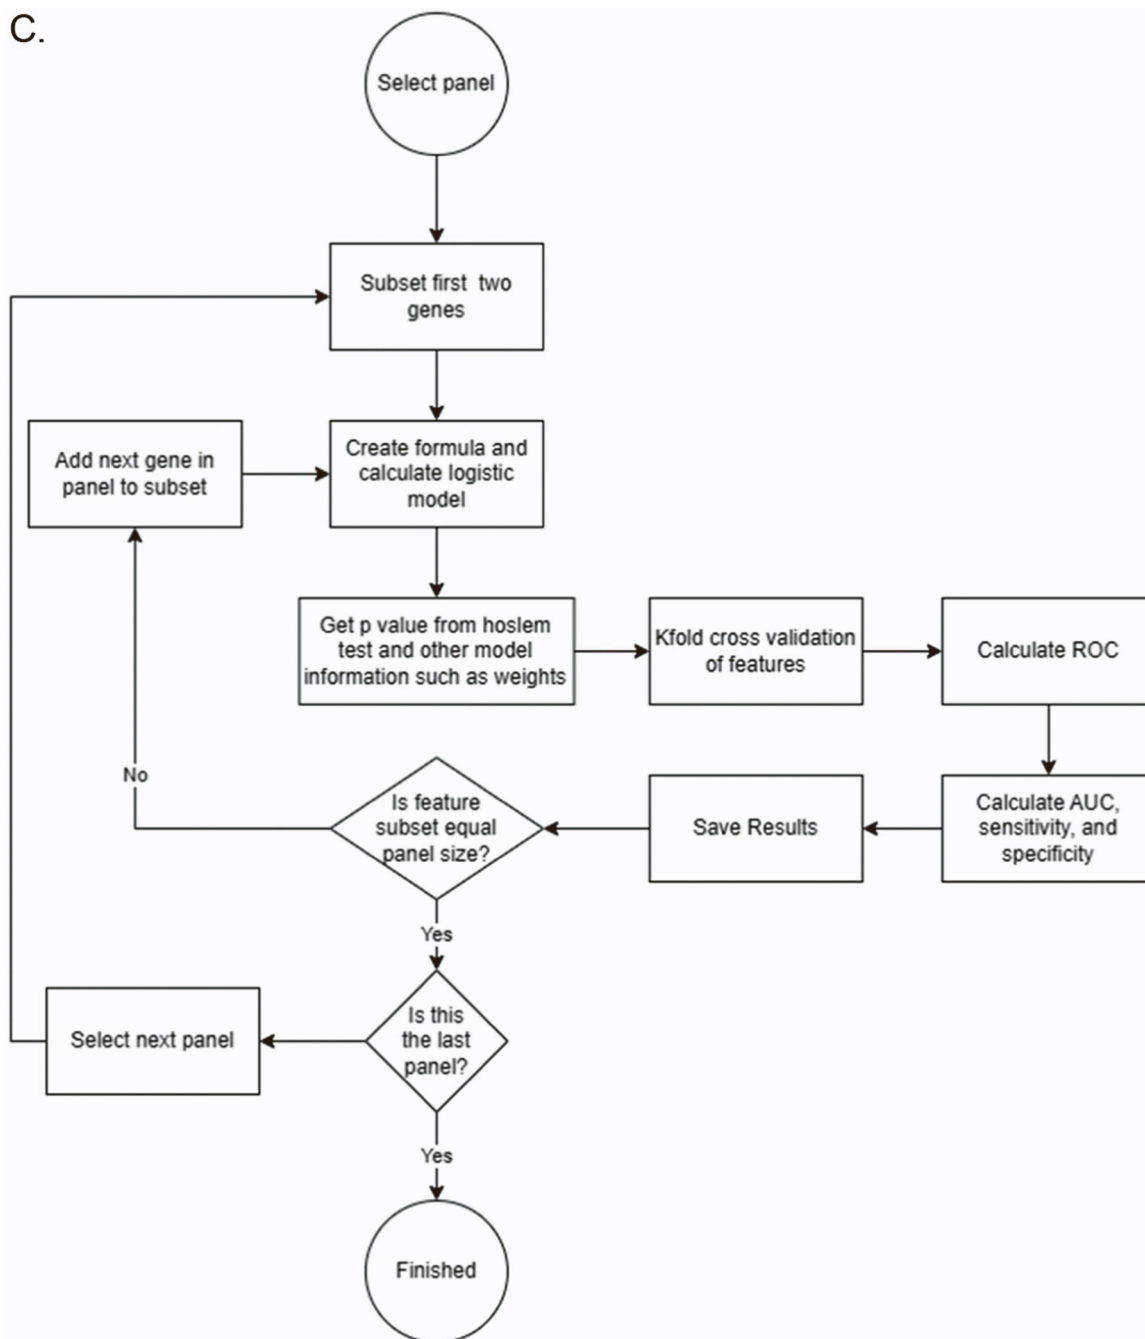 C.
Select panel
Subset first two
genes
Add next gene in
panel to subset
Create formula and
calculate logistic
model
Get p value from hoslem
test and other model
information such as weights
Kfold cross validation
of features
Calculate ROC
No
Is feature
subset equal
panel size?
Save Results
Calculate AUC,
sensitivity, and
specificity
Yes
Select next panel
Is this
the last
panel?
Yes
Finished